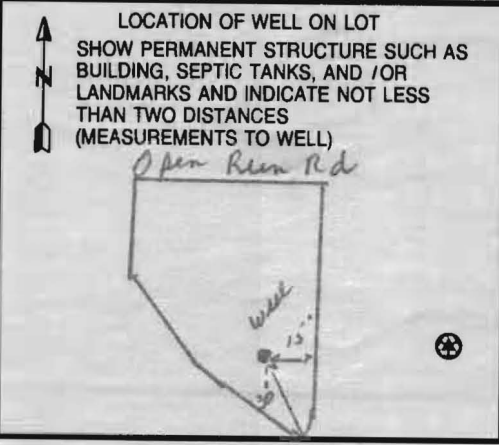 LOCATION OF WELL ON LOT
SHOW PERMANENT STRUCTURE SUCH AS
BUILDING, SEPTIC TANKS, AND / OR
LANDMARKS AND INDICATE NOT LESS
THAN TWO DISTANCES
(MEASUREMENTS TO WELL)
N
Open Run Rd
well
15'
30'